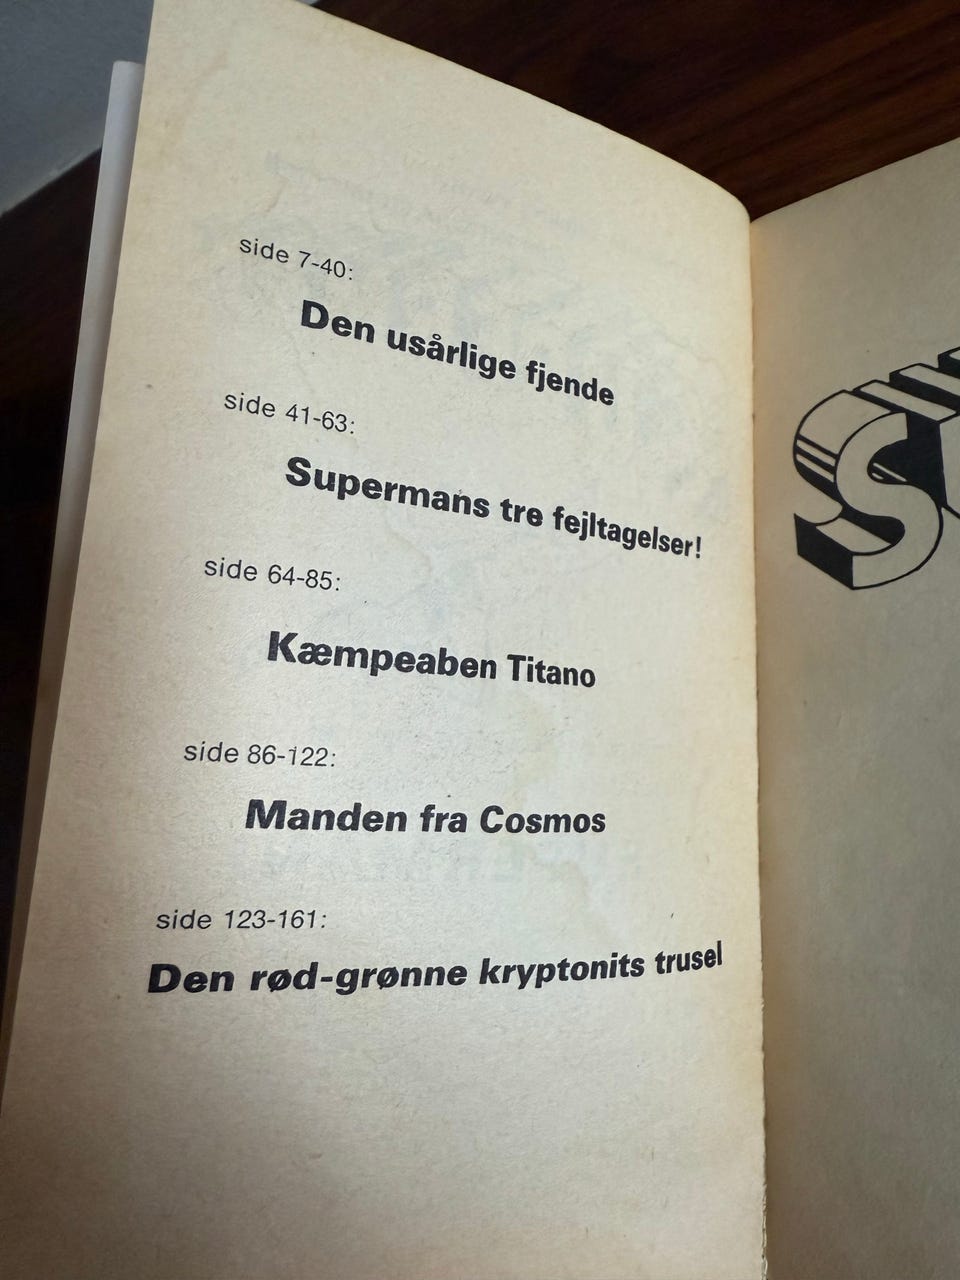 side 7-40:
Den usårlige fjende
side 41-63:
Supermans tre fejltagelser!
side 64-85:
Kæmpeaben Titano
side 86-122:
Manden fra Cosmos
side 123-161:
Den rød-grønne kryptonits trusel
S